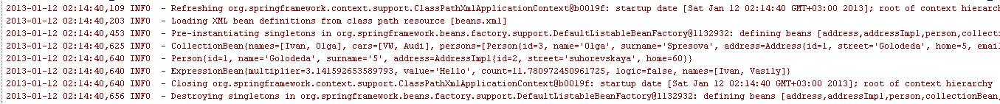 2013-01-12 02:14:40,109 INFO  - Refreshing org.springframework.context.support.ClassPathXmlApplicationContext@b0019f: startup date [Sat Jan 12 02:14:40 GMT+03:00 2013]; root of context hierarch
2013-01-12 02:14:40,203 INFO  - Loading XML bean definitions from class path resource [beans.xml]
2013-01-12 02:14:40,453 INFO  - Pre-instantiating singletons in org.springframework.beans.factory.support.DefaultListableBeanFactory@1132932: defining beans [address,addressImpl,person,collecti
2013-01-12 02:14:40,625 INFO  - CollectionBean{names=[Ivan, Olga], cars=[VW, Audi], persons=[Person{id=3, name='Olga', surname='Spresova', address=Address{id=1, street='Golodeda', home=5, email
2013-01-12 02:14:40,640 INFO  - Person{id=1, name='Golodeda', surname='5', address=AddressImpl{id=2, street='suhorevskaya', home=60}}
2013-01-12 02:14:40,640 INFO  - ExpressionBean{multiplier=3.141592653589793, value='Hello', count=11.780972450961725, logic=false, names=[Ivan, Vasily]}
2013-01-12 02:14:40,640 INFO  - Closing org.springframework.context.support.ClassPathXmlApplicationContext@b0019f: startup date [Sat Jan 12 02:14:40 GMT+03:00 2013]; root of context hierarchy
2013-01-12 02:14:40,656 INFO  - Destroying singletons in org.springframework.beans.factory.support.DefaultListableBeanFactory@1132932: defining beans [address,addressImpl,person,collectionBean,